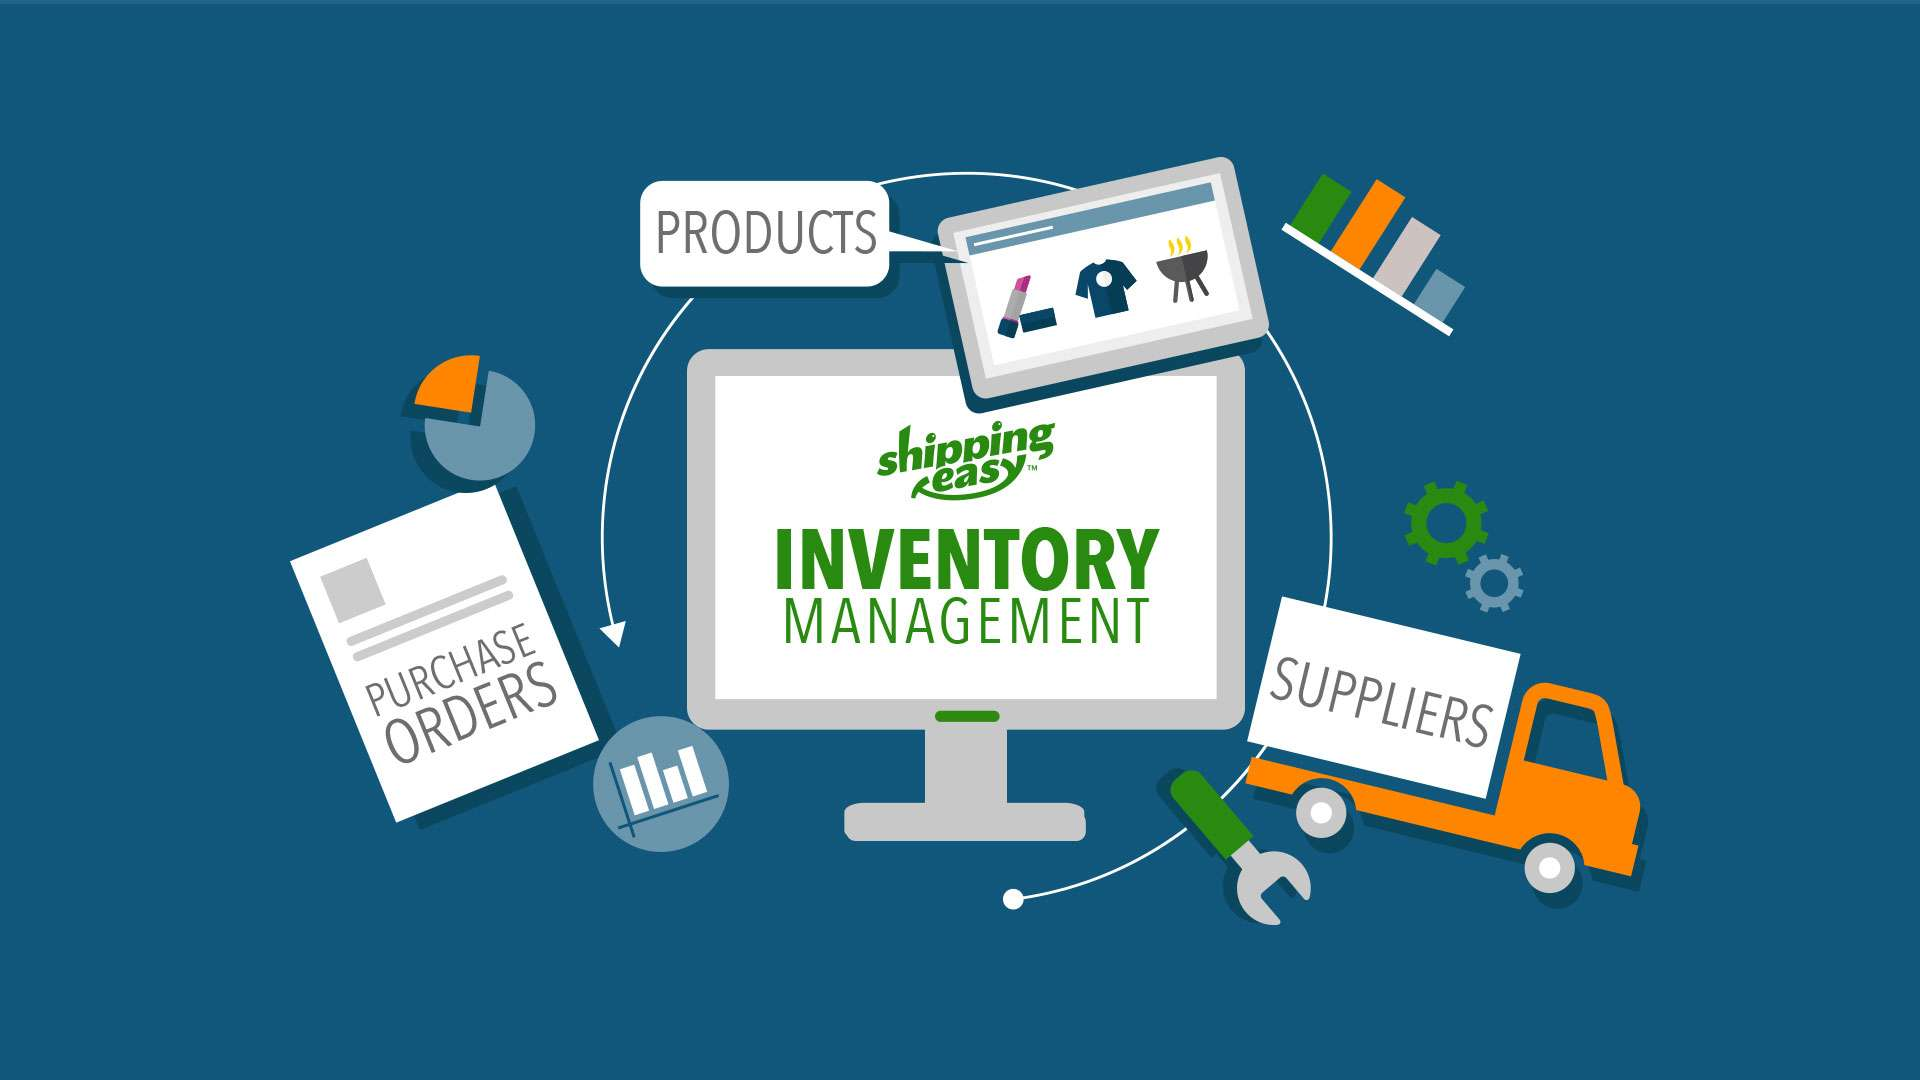 PRODUCTS
shipping
easy™
INVENTORY
MANAGEMENT
PURCHASE
ORDERS
SUPPLIERS